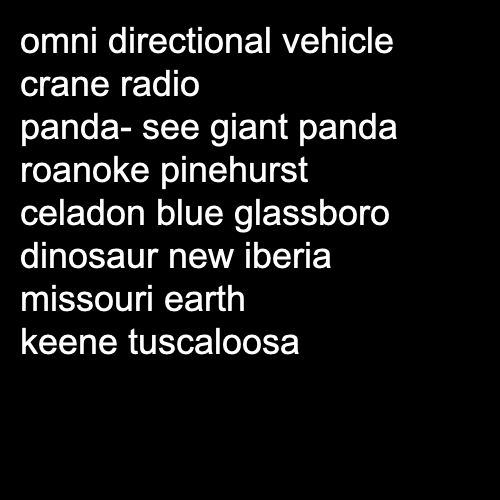 omni directional vehicle
crane radio
panda- see giant panda
roanoke pinehurst
celadon blue glassboro
dinosaur new iberia
missouri earth
keene tuscaloosa